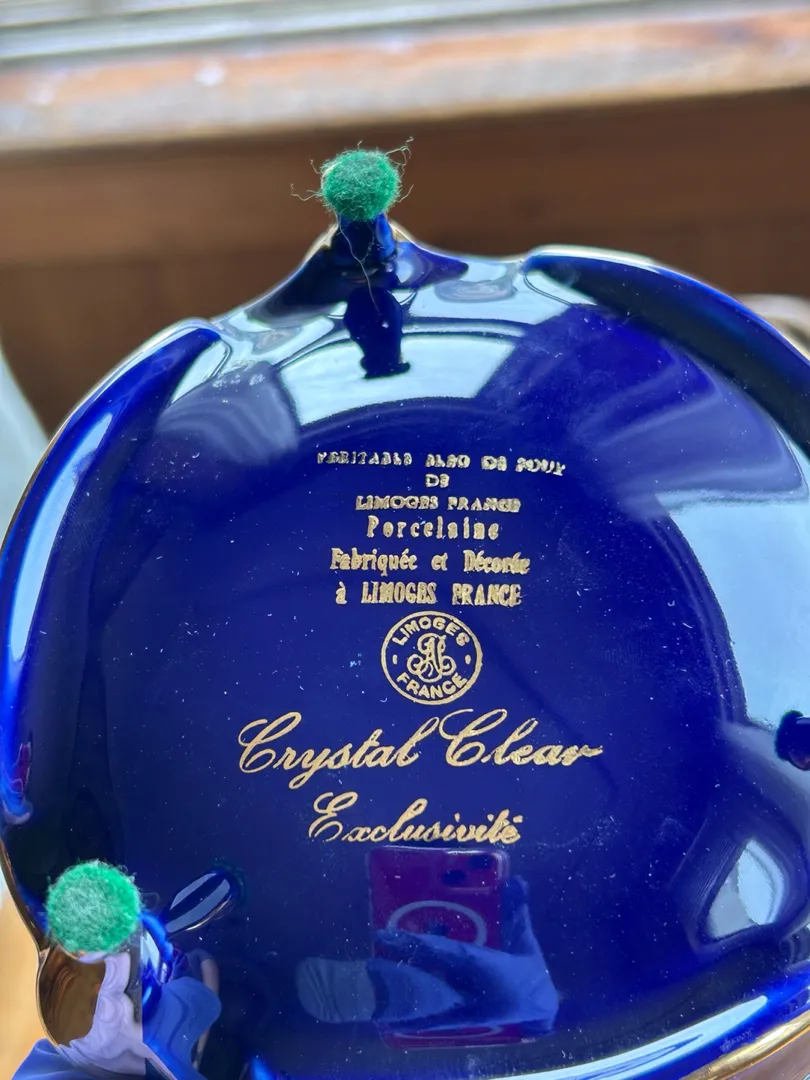 VERITABLE BLEU DE FOUR
DE
LIMOGES FRANCE
Porcelaine
Fabriquée et Décorée
à LIMOGES FRANCE
LIMOGES
FRANCE
Crystal Clear
Exclusivité